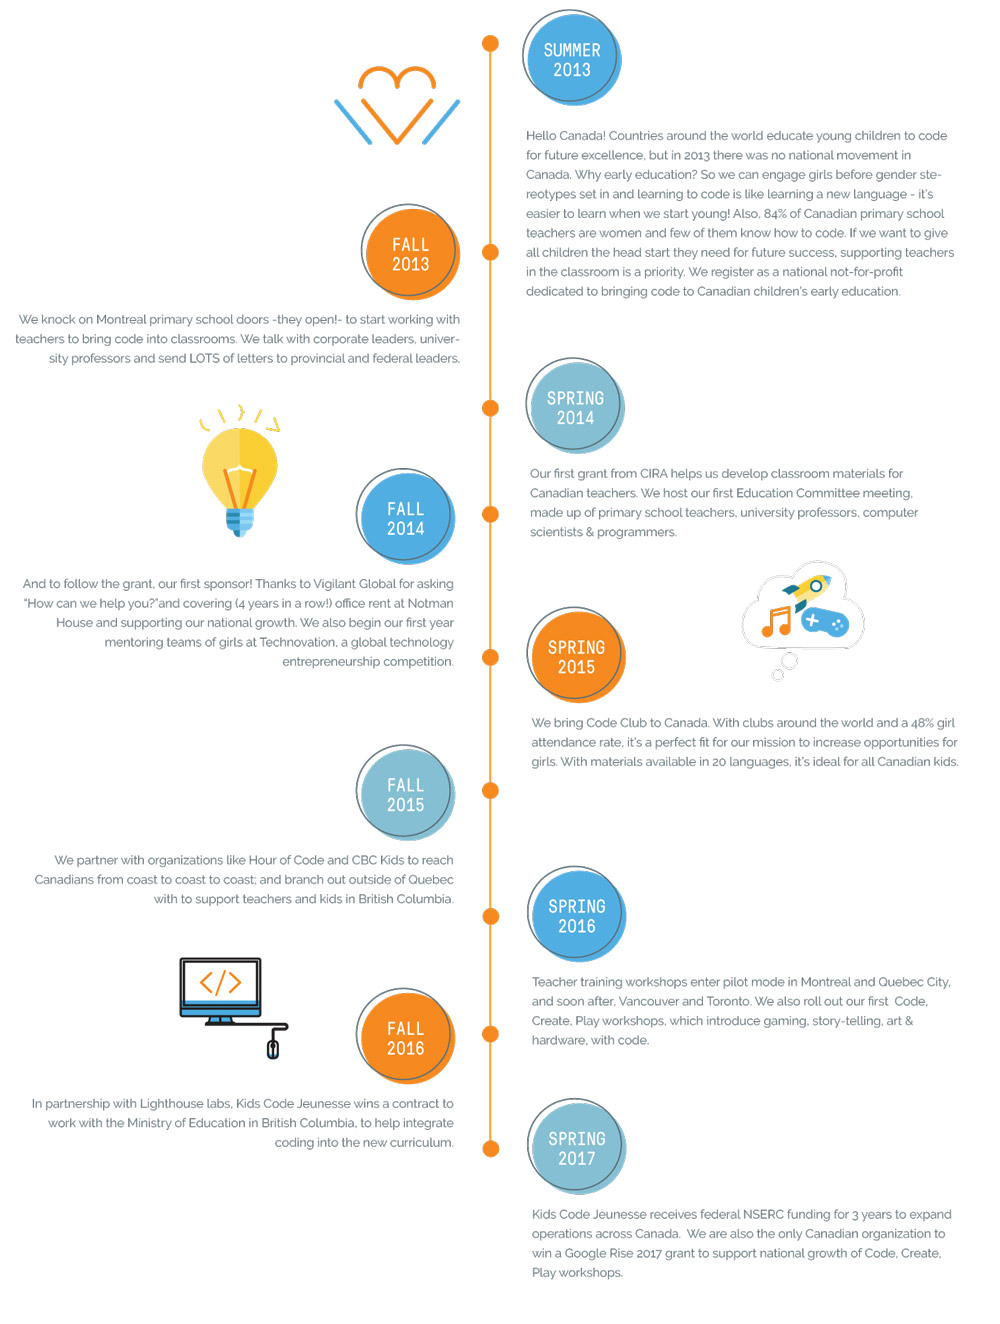 SUMMER
2013
Hello Canada! Countries around the world educate young children to code
for future excellence, but in 2013 there was no national movement in
Canada. Why early education? So we can engage girls before gender ste-
reotypes set in and learning to code is like learning a new language - it's
easier to learn when we start young! Also, 84% of Canadian primary school
teachers are women and few of them know how to code. If we want to give
all children the head start they need for future success, supporting teachers
in the classroom is a priority. We register as a national not-for-profit
dedicated to bringing code to Canadian children's early education.
FALL
2013
We knock on Montreal primary school doors -they open!- to start working with
teachers to bring code into classrooms. We talk with corporate leaders, univer-
sity professors and send LOTS of letters to provincial and federal leaders.
SPRING
2014
Our first grant from CIRA helps us develop classroom materials for
Canadian teachers. We host our first Education Committee meeting,
made up of primary school teachers, university professors, computer
scientists & programmers.
FALL
2014
And to follow the grant, our first sponsor! Thanks to Vigilant Global for asking
“How can we help you?”and covering (4 years in a row!) office rent at Notman
House and supporting our national growth. We also begin our first year
mentoring teams of girls at Technovation, a global technology
entrepreneurship competition.
SPRING
2015
We bring Code Club to Canada. With clubs around the world and a 48% girl
attendance rate, it's a perfect fit for our mission to increase opportunities for
girls. With materials available in 20 languages, it's ideal for all Canadian kids.
FALL
2015
We partner with organizations like Hour of Code and CBC Kids to reach
Canadians from coast to coast to coast; and branch out outside of Quebec
with to support teachers and kids in British Columbia.
SPRING
2016
Teacher training workshops enter pilot mode in Montreal and Quebec City,
and soon after, Vancouver and Toronto. We also roll out our first Code,
Create, Play workshops, which introduce gaming, story-telling, art &
hardware, with code.
</>
FALL
2016
In partnership with Lighthouse labs, Kids Code Jeunesse wins a contract to
work with the Ministry of Education in British Columbia, to help integrate
coding into the new curriculum.
SPRING
2017
Kids Code Jeunesse receives federal NSERC funding for 3 years to expand
operations across Canada. We are also the only Canadian organization to
win a Google Rise 2017 grant to support national growth of Code, Create,
Play workshops.